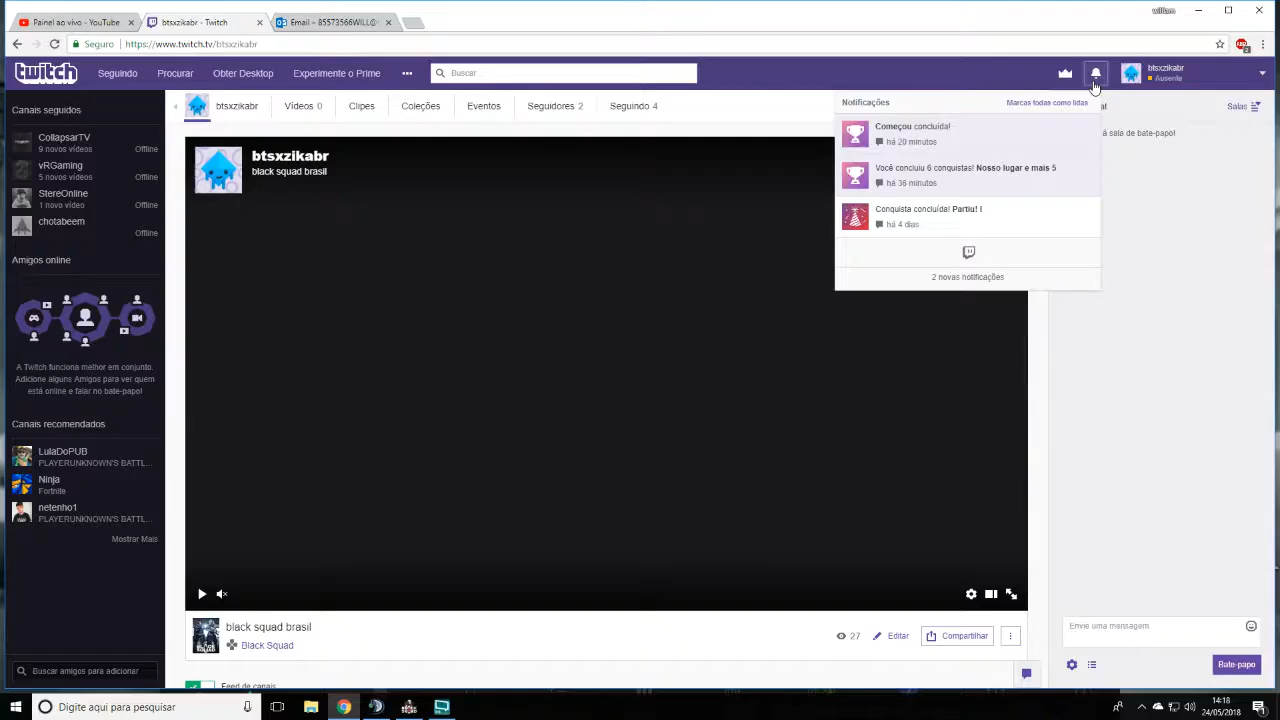 william
Painel ao vivo - YouTube
btsxzikabr - Twitch
Email – 85573566WILL@
Seguro
https://www.twitch.tv/btsxzikabr
2
twitch
Seguindo
Procurar
Obter Desktop
Experimente o Prime
Buscar...
btsxzikabr
Ausente
Canais seguidos
CollapsarTV
9 novos vídeos
Offline
vRGaming
5 novos vídeos
Offline
StereOnline
1 novo vídeo
Offline
chotabeem
Offline
Amigos online
A Twitch funciona melhor em conjunto.
Adicione alguns Amigos para ver quem
está online e falar no bate-papo!
Canais recomendados
LulaDoPUB
PLAYERUNKNOWN'S BATTL...
Ninja
Fortnite
netenho1
PLAYERUNKNOWN'S BATTL...
Mostrar Mais
Buscar amigos para adicionar
btsxzikabr
Vídeos 0
Clipes
Coleções
Eventos
Seguidores 2
Seguindo 4
btsxzikabr
black squad brasil
Notificações
Marcas todas como lidas
Começou concluída!
há 20 minutos
Você concluiu 6 conquistas! Nosso lugar e mais 5
há 36 minutos
Conquista concluída! Partiu! I
há 4 dias
2 novas notificações
at
Salas
á sala de bate-papo!
black squad brasil
Black Squad
27
Editar
Compartilhar
Feed de canais
Envie uma mensagem
Bate-papo
Digite aqui para pesquisar
14:18
24/05/2018
1